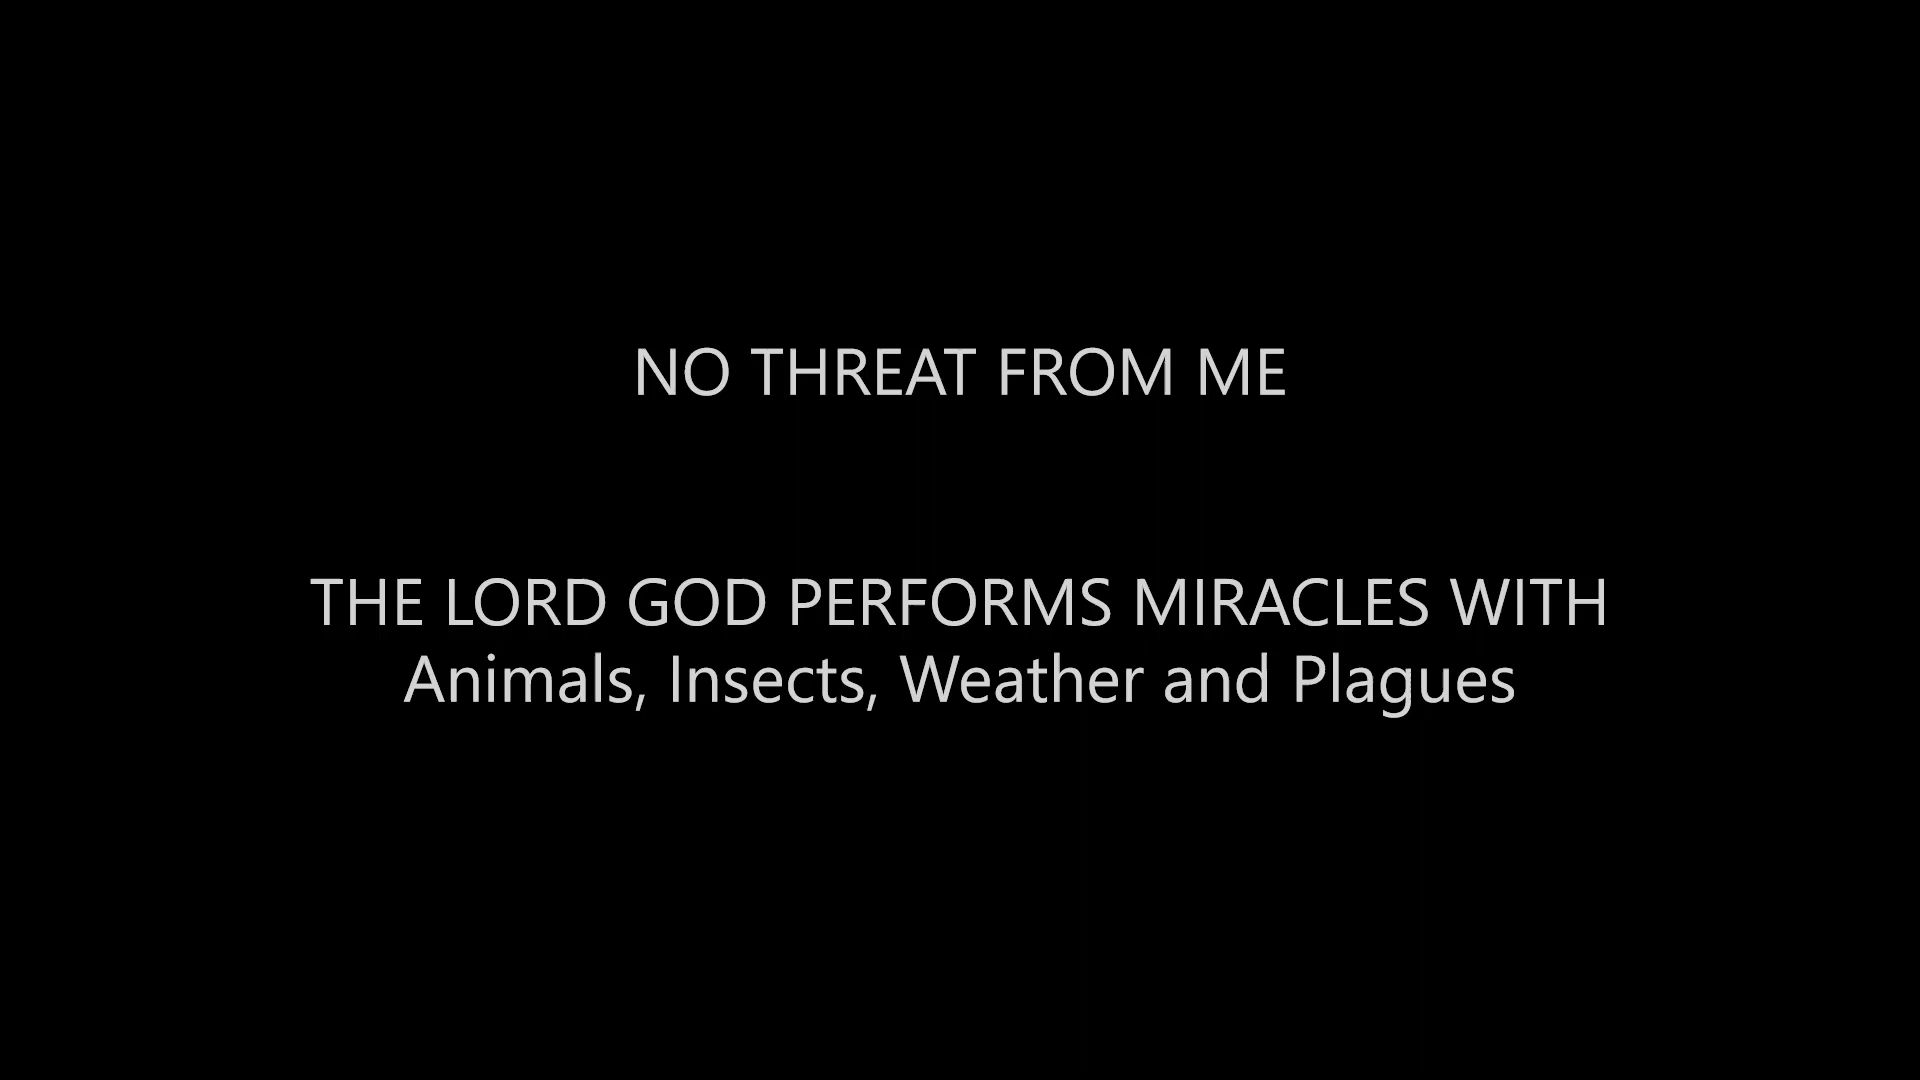 NO THREAT FROM ME
THE LORD GOD PERFORMS MIRACLES WITH
Animals, Insects, Weather and Plagues